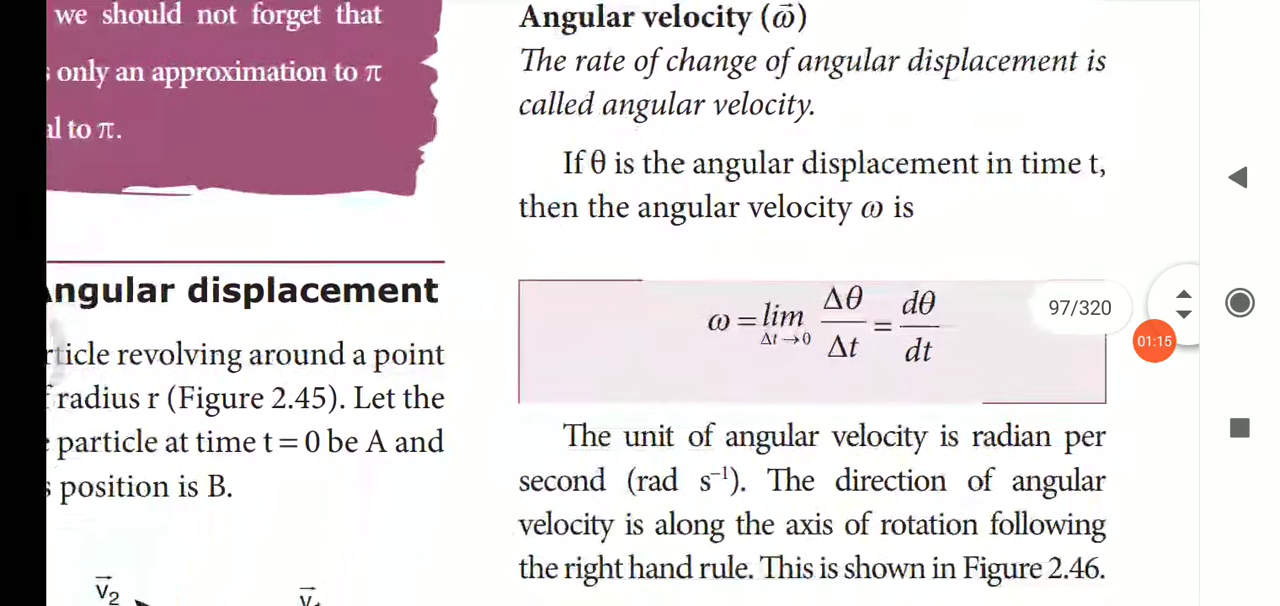 we should not forget that
only an approximation to π
to π.
Angular displacement
revolving around a point
radius r (Figure 2.45). Let the
particle at time t = 0 be A and
position is B.
v⃗₂
Angular velocity (ω⃗)
The rate of change of angular displacement is
called angular velocity.
If θ is the angular displacement in time t,
then the angular velocity ω is
ω = lim Δt→0 Δθ/Δt = dθ/dt
The unit of angular velocity is radian per
second (rad s⁻¹). The direction of angular
velocity is along the axis of rotation following
the right hand rule. This is shown in Figure 2.46.
97/320
01:15